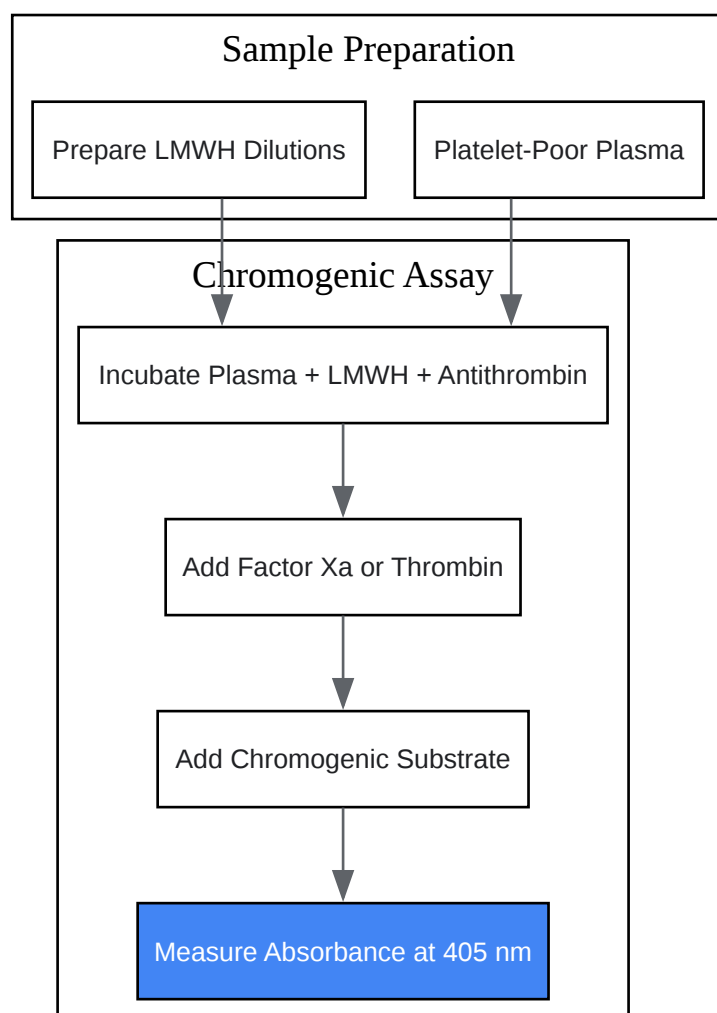 Sample Preparation
Prepare LMWH Dilutions
Platelet-Poor Plasma
Chromogenic Assay
Incubate Plasma + LMWH + Antithrombin
Add Factor Xa or Thrombin
Add Chromogenic Substrate
Measure Absorbance at 405 nm